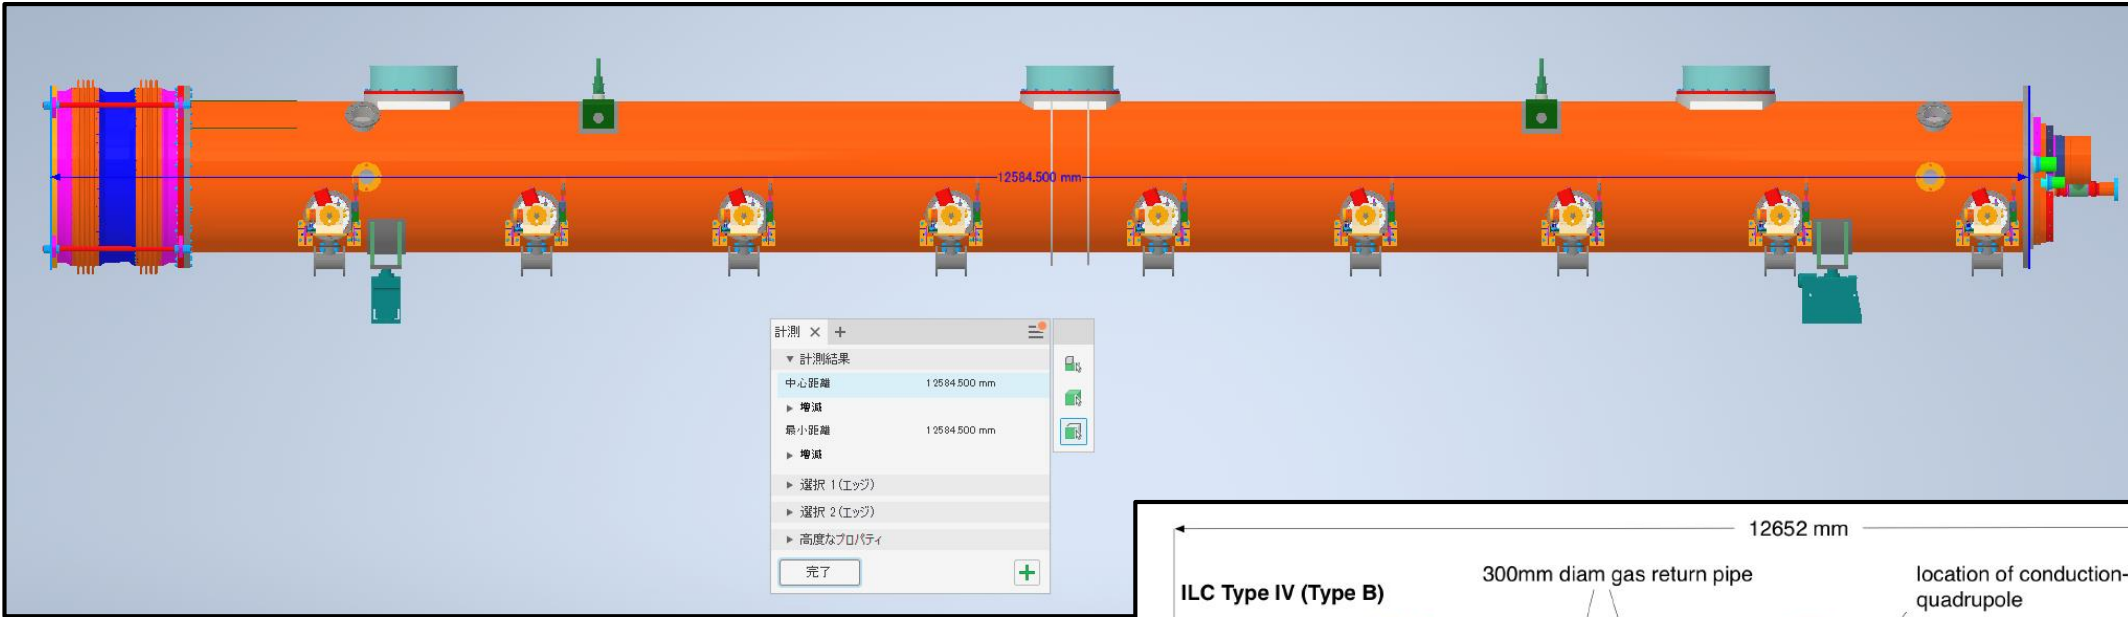 12584.500 mm
計測
計測結果
中心距離 12584.500 mm
増減
最小距離 12584.500 mm
増減
選択 1(エッジ)
選択 2(エッジ)
高度なプロパティ
完了
12652 mm
300mm diam gas return pipe
location of conduction-
quadrupole
ILC Type IV (Type B)